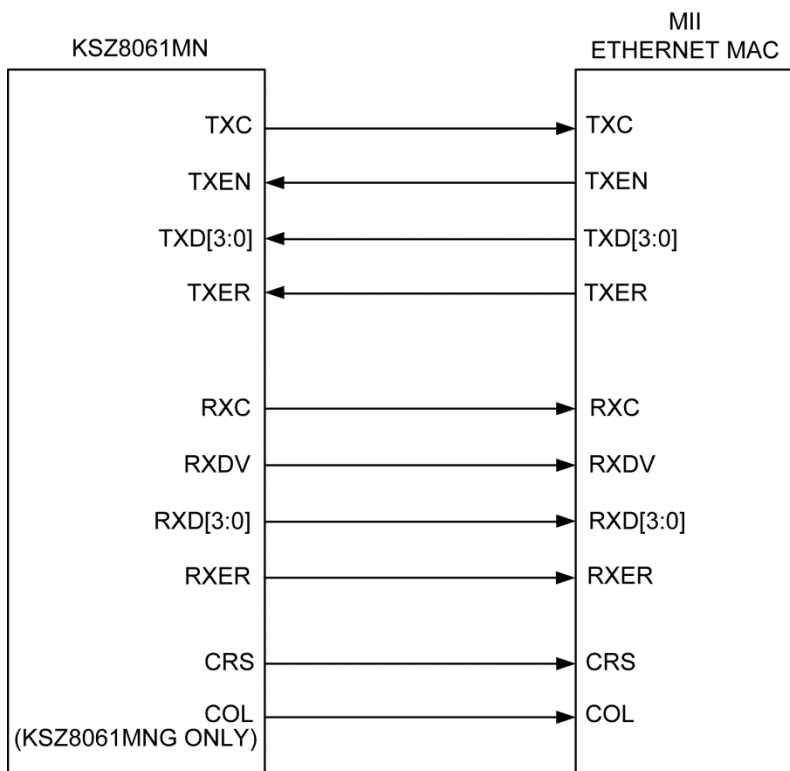 KSZ8061MN
MII
ETHERNET MAC
TXC TXC
TXEN TXEN
TXD[3:0] TXD[3:0]
TXER TXER
RXC RXC
RXDV RXDV
RXD[3:0] RXD[3:0]
RXER RXER
CRS CRS
COL COL
(KSZ8061MNG ONLY)